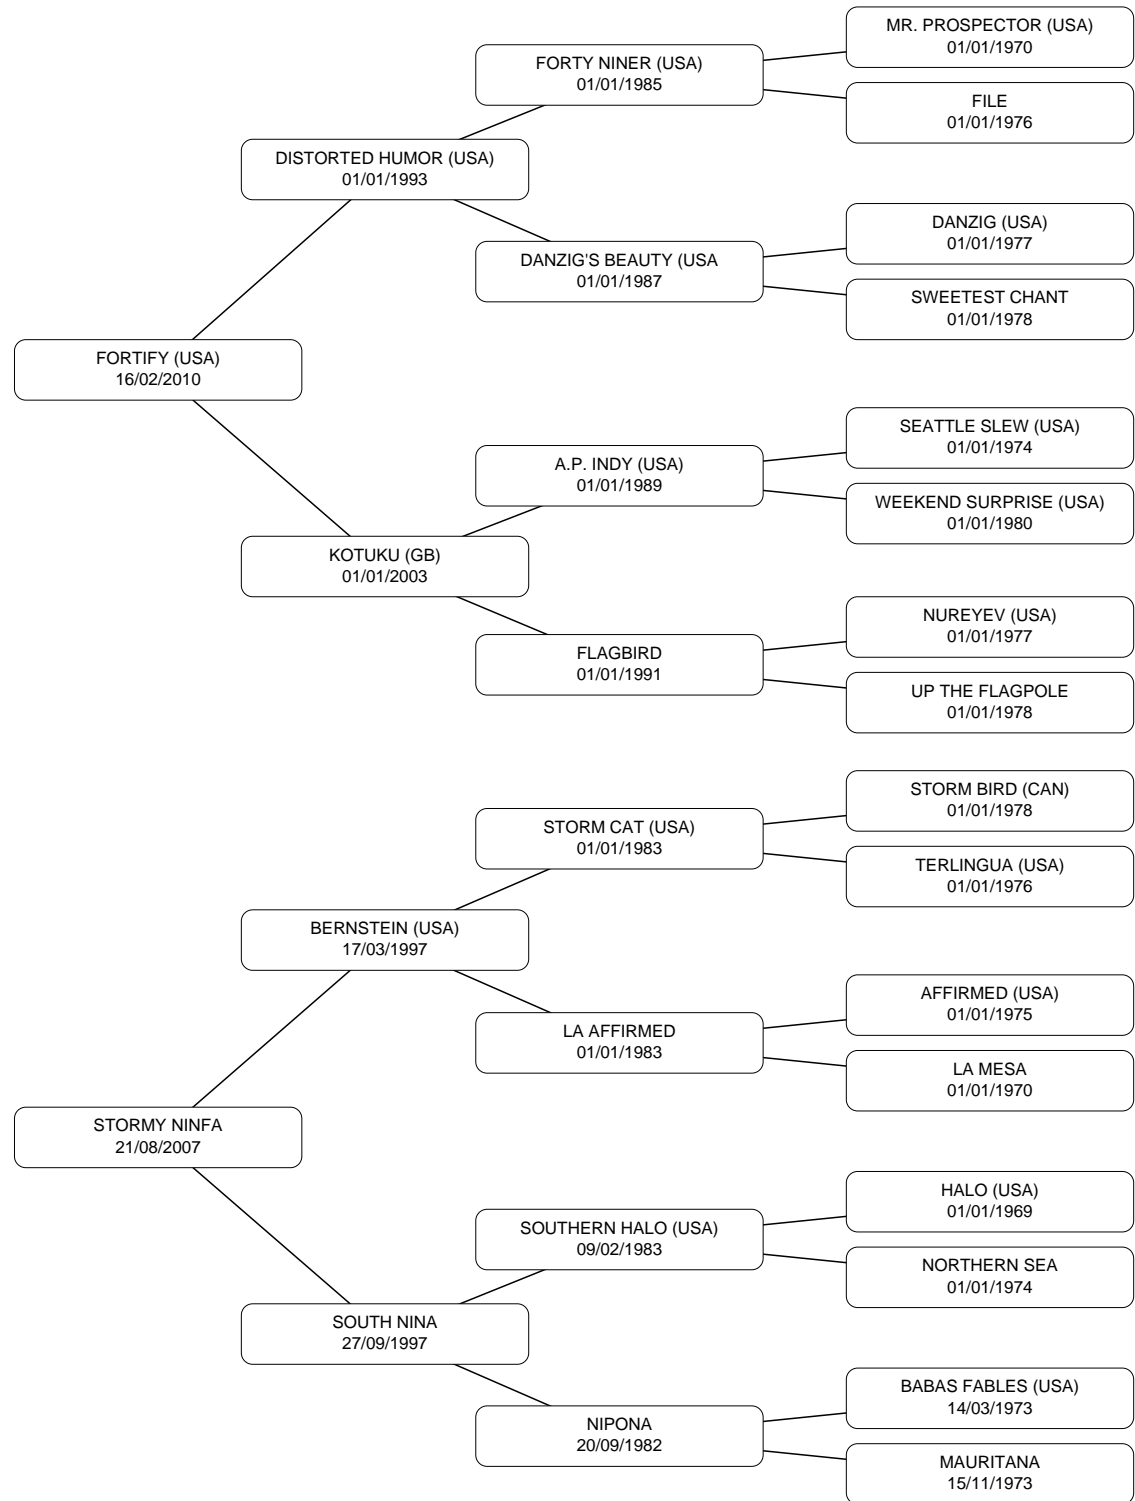 MR. PROSPECTOR (USA)
01/01/1970
FORTY NINER (USA)
01/01/1985
FILE
01/01/1976
DISTORTED HUMOR (USA)
01/01/1993
DANZIG (USA)
01/01/1977
DANZIG'S BEAUTY (USA
01/01/1987
SWEETEST CHANT
01/01/1978
FORTIFY (USA)
16/02/2010
SEATTLE SLEW (USA)
01/01/1974
A.P. INDY (USA)
01/01/1989
WEEKEND SURPRISE (USA)
01/01/1980
KOTUKU (GB)
01/01/2003
NUREYEV (USA)
01/01/1977
FLAGBIRD
01/01/1991
UP THE FLAGPOLE
01/01/1978
STORM BIRD (CAN)
01/01/1978
STORM CAT (USA)
01/01/1983
TERLINGUA (USA)
01/01/1976
BERNSTEIN (USA)
17/03/1997
AFFIRMED (USA)
01/01/1975
LA AFFIRMED
01/01/1983
LA MESA
01/01/1970
STORMY NINFA
21/08/2007
HALO (USA)
01/01/1969
SOUTHERN HALO (USA)
09/02/1983
NORTHERN SEA
01/01/1974
SOUTH NINA
27/09/1997
BABAS FABLES (USA)
14/03/1973
NIPONA
20/09/1982
MAURITANA
15/11/1973